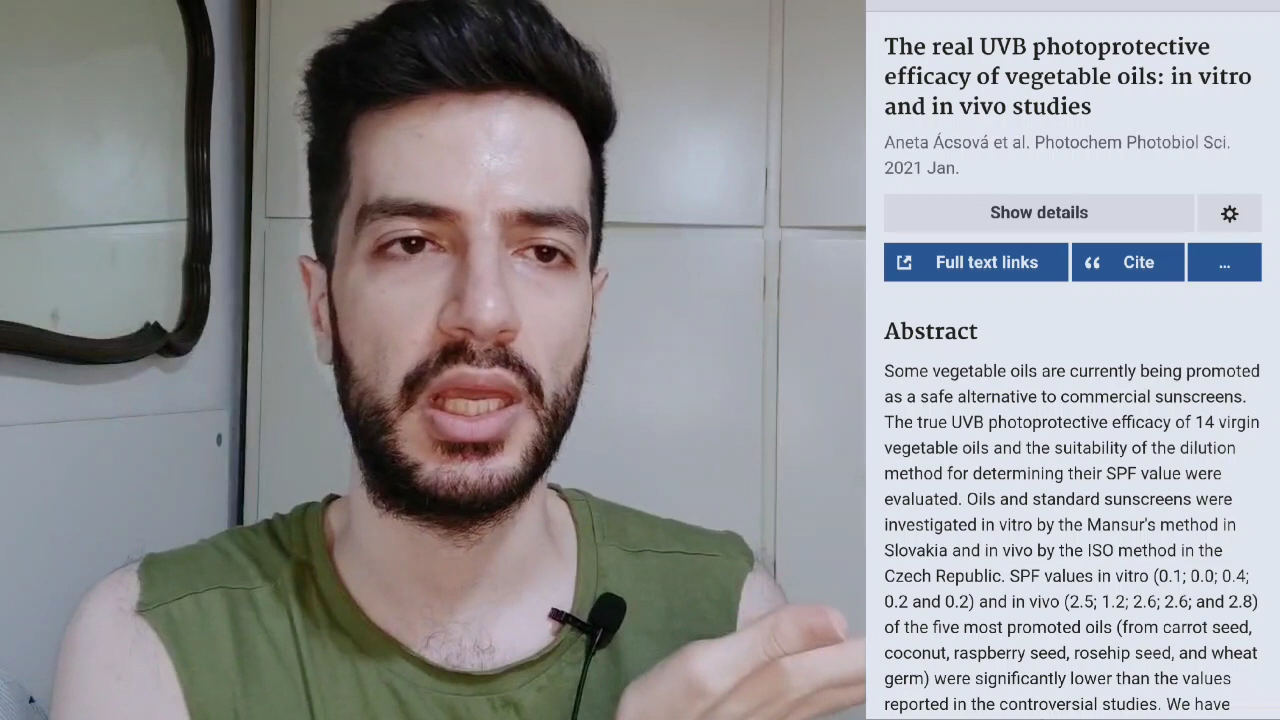 The real UVB photoprotective
efficacy of vegetable oils: in vitro
and in vivo studies
Aneta Ácsová et al. Photochem Photobiol Sci.
2021 Jan.
Show details
Full text links
Cite
...
Abstract
Some vegetable oils are currently being promoted
as a safe alternative to commercial sunscreens.
The true UVB photoprotective efficacy of 14 virgin
vegetable oils and the suitability of the dilution
method for determining their SPF value were
evaluated. Oils and standard sunscreens were
investigated in vitro by the Mansur's method in
Slovakia and in vivo by the ISO method in the
Czech Republic. SPF values in vitro (0.1; 0.0; 0.4;
0.2 and 0.2) and in vivo (2.5; 1.2; 2.6; 2.6; and 2.8)
of the five most promoted oils (from carrot seed,
coconut, raspberry seed, rosehip seed, and wheat
germ) were significantly lower than the values
reported in the controversial studies. We have